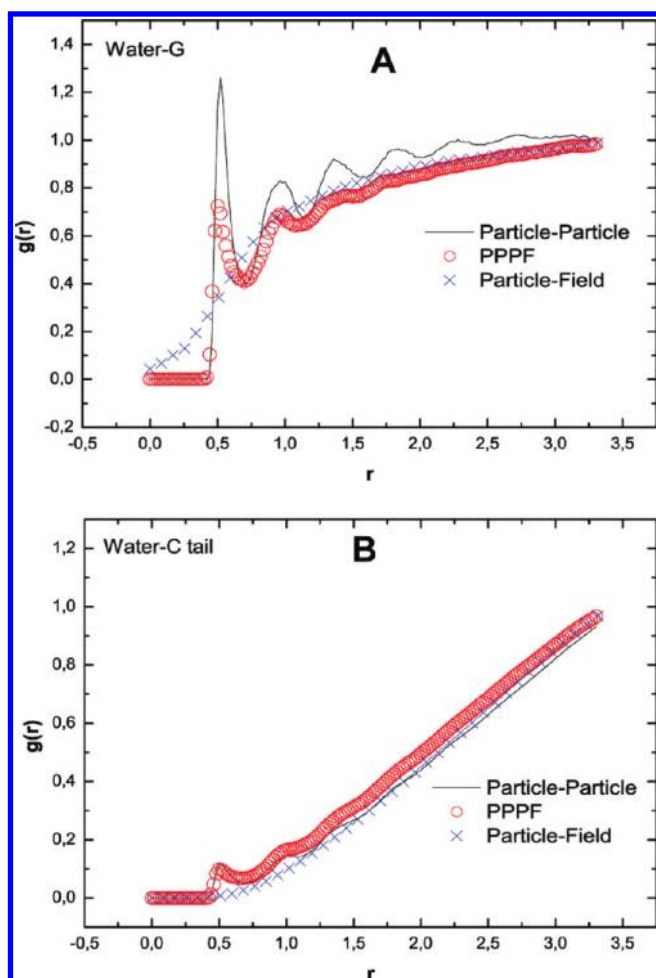 Water-G
A
1,4
1,2
1,0
0,8
0,6
0,4
0,2
0,0
-0,2
g(r)
Particle-Particle
PPPF
Particle-Field
-0,5 0,0 0,5 1,0 1,5 2,0 2,5 3,0 3,5
r
Water-C tail
B
1,2
1,0
0,8
0,6
0,4
0,2
0,0
g(r)
Particle-Particle
PPPF
Particle-Field
-0,5 0,0 0,5 1,0 1,5 2,0 2,5 3,0 3,5
r